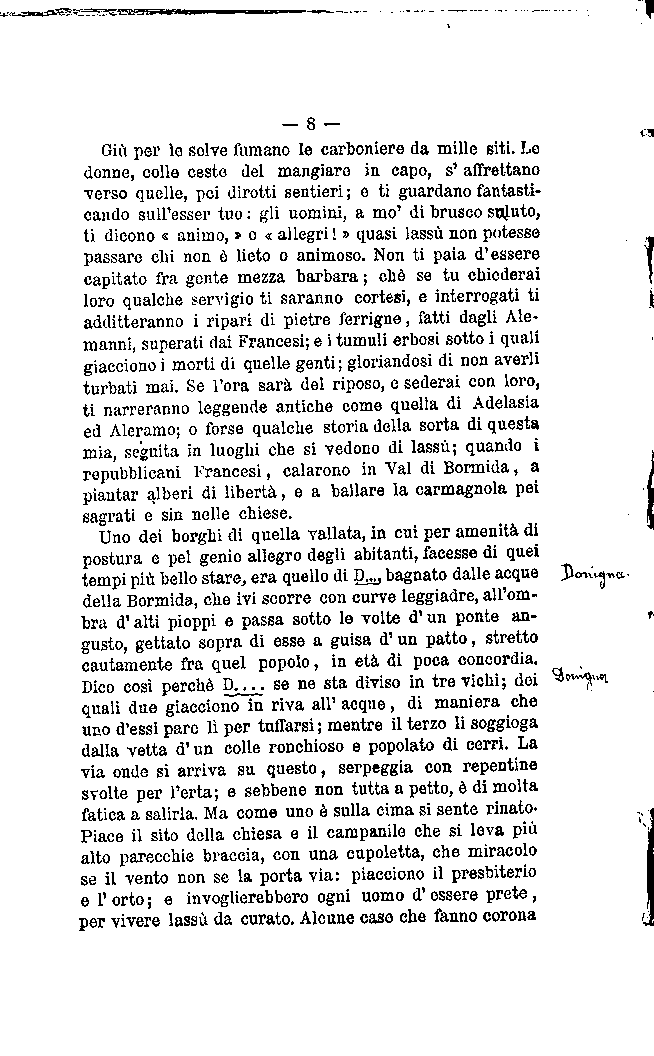 — 8 —
Giù per le selve fumano le carboniere da mille siti. Le
donne, colle ceste del mangiare in capo, s' affrettano
verso quelle, pei dirotti sentieri; e ti guardano fantasti-
cando sull'esser tuo: gli uomini, a mo' di brusco saluto,
ti dicono « animo, » o « allegri! » quasi lassù non potesse
passare chi non è lieto o animoso. Non ti paia d'essere
capitato fra gente mezza barbara; chè se tu chiederai
loro qualche servigio ti saranno cortesi, e interrogati ti
additteranno i ripari di pietre ferrigne, fatti dagli Ale-
manni, superati dai Francesi; e i tumuli erbosi sotto i quali
giacciono i morti di quelle genti; gloriandosi di non averli
turbati mai. Se l'ora sarà del riposo, e sederai con loro,
ti narreranno leggende antiche come quella di Adelasia
ed Aleramo; o forse qualche storia della sorta di questa
mia, seguita in luoghi che si vedono di lassù; quando i
repubblicani Francesi, calarono in Val di Bormida, a
piantar alberi di libertà, e a ballare la carmagnola pei
sagrati e sin nelle chiese.
Uno dei borghi di quella vallata, in cui per amenità di
postura e pel genio allegro degli abitanti, facesse di quei
tempi più bello stare, era quello di D..., bagnato dalle acque
della Bormida, che ivi scorre con curve leggiadre, all'om-
bra d' alti pioppi e passa sotto le volte d' un ponte an-
gusto, gettato sopra di esse a guisa d' un patto, stretto
cautamente fra quel popolo, in età di poca concordia.
Dico così perchè D.... se ne sta diviso in tre vichi; dei
quali due giacciono in riva all' acque, di maniera che
uno d'essi pare lì per tuffarsi; mentre il terzo li soggioga
dalla vetta d' un colle ronchioso e popolato di cerri. La
via onde si arriva su questo, serpeggia con repentine
svolte per l'erta; e sebbene non tutta a petto, è di molta
fatica a salirla. Ma come uno è sulla cima si sente rinato.
Piace il sito della chiesa e il campanile che si leva più
alto parecchie braccia, con una cupoletta, che miracolo
se il vento non se la porta via: piacciono il presbiterio
e l' orto; e invoglierebbero ogni uomo d' essere prete,
per vivere lassù da curato. Alcune case che fanno corona